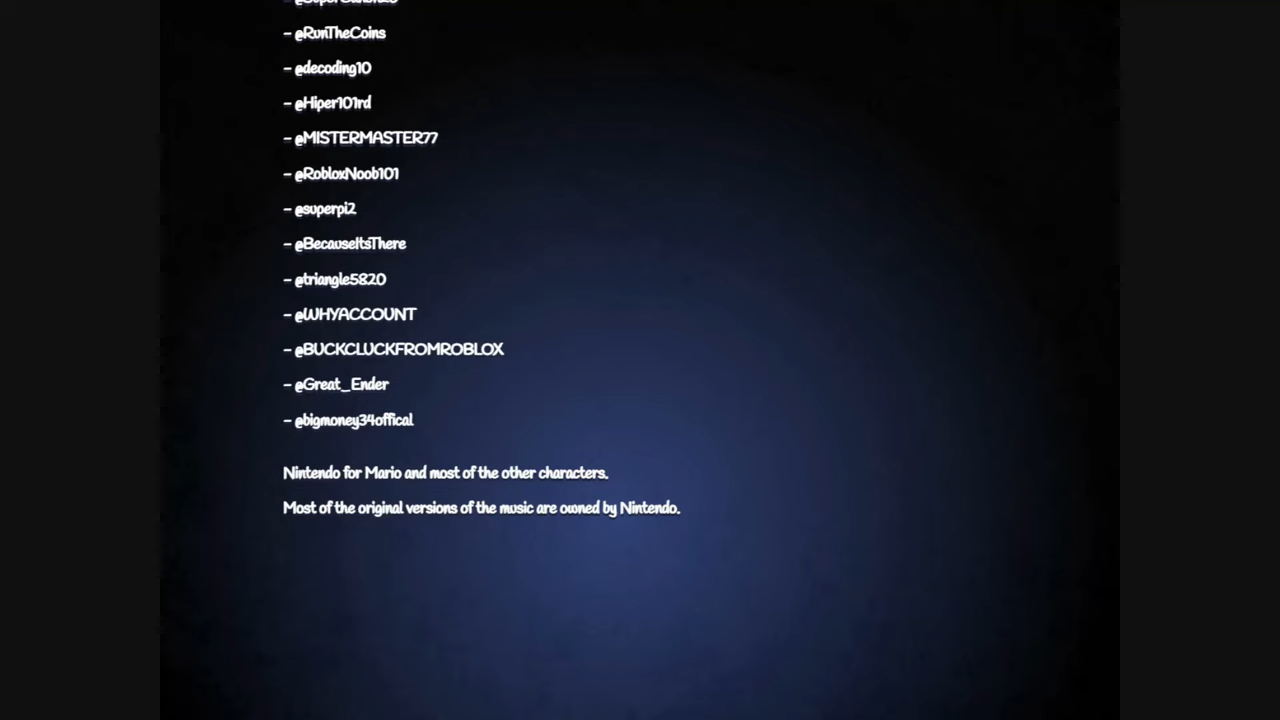 - @RunTheCoins
- @decoding10
- @Hiper101rd
- @MISTERMASTER77
- @RobloxNoob101
- @superpi2
- @BecauseItsThere
- @triangle5820
- @WHYACCOUNT
- @BUCKCLUCKFROMROBLOX
- @Great_Ender
- @bigmoney34offical
Nintendo for Mario and most of the other characters.
Most of the original versions of the music are owned by Nintendo.